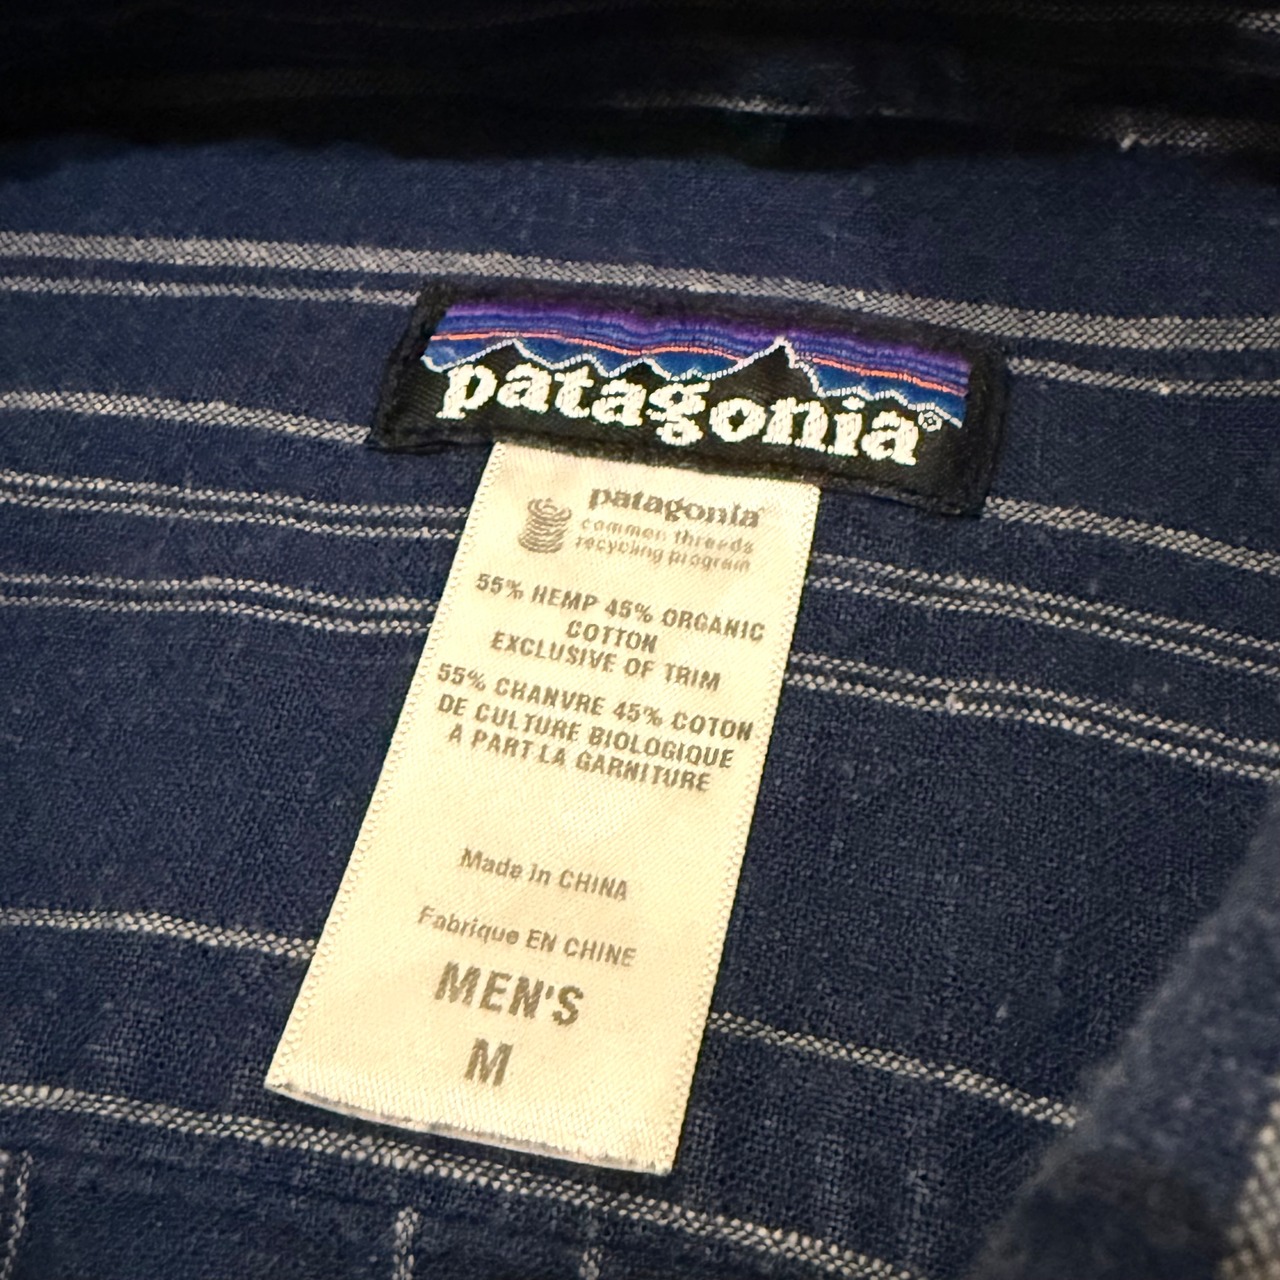 patagonia®
patagonia
common threads
recycling program
55% HEMP 45% ORGANIC
COTTON
EXCLUSIVE OF TRIM
55% CHANVRE 45% COTON
DE CULTURE BIOLOGIQUE
À PART LA GARNITURE
Made in CHINA
Fabrique EN CHINE
MEN'S
M